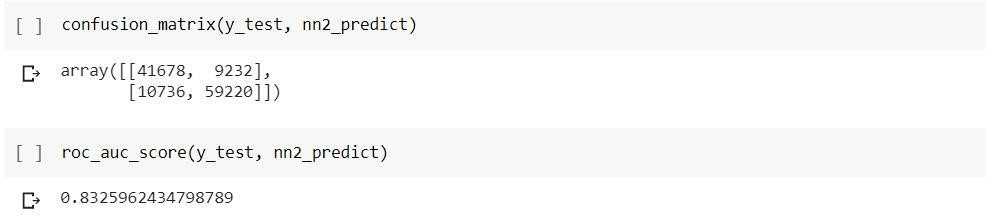 [ ] confusion_matrix(y_test, nn2_predict)
array([[41678,  9232],
       [10736, 59220]])
[ ] roc_auc_score(y_test, nn2_predict)
0.8325962434798789